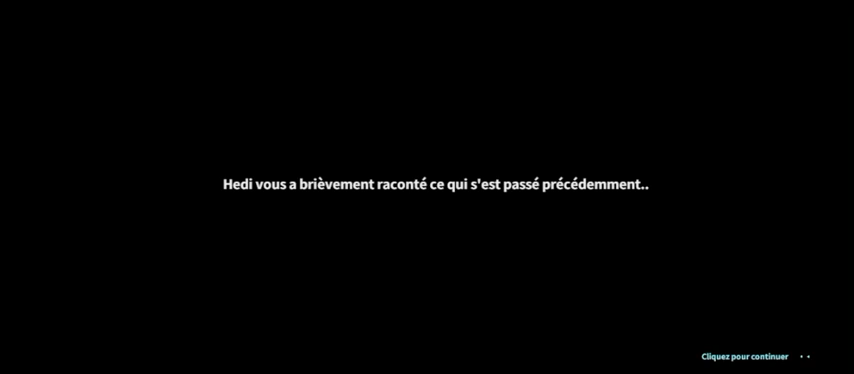 Hedi vous a brièvement raconté ce qui s'est passé précédemment..
Cliquez pour continuer